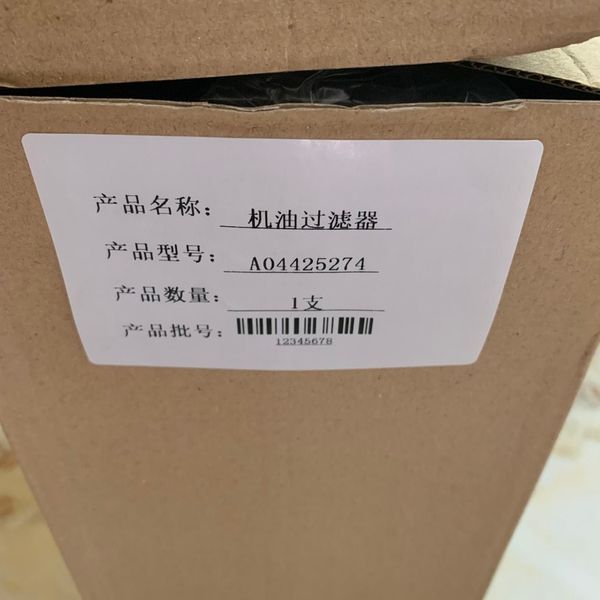 产品名称： 机油过滤器
产品型号： A04425274
产品数量： 1支
产品批号：
12345678